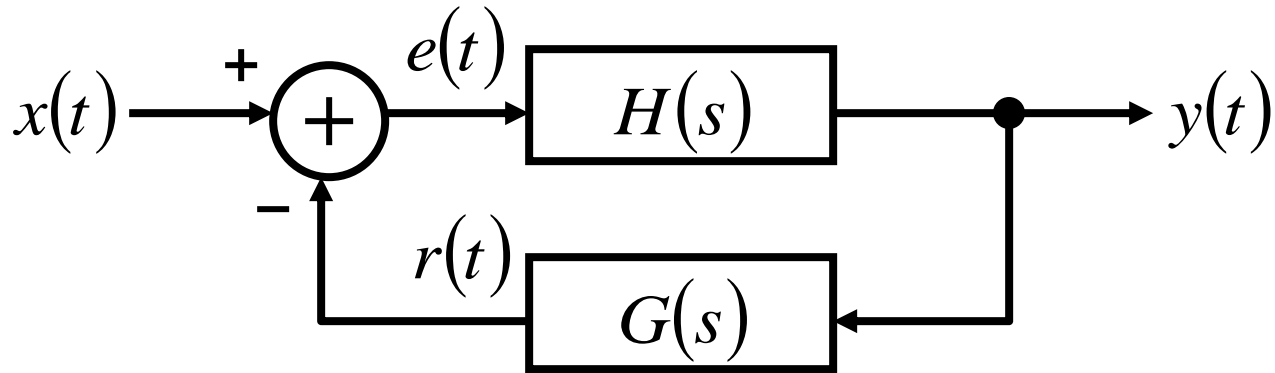 e(t)
+
x(t) + H(s) y(t)
−
r(t)
G(s)